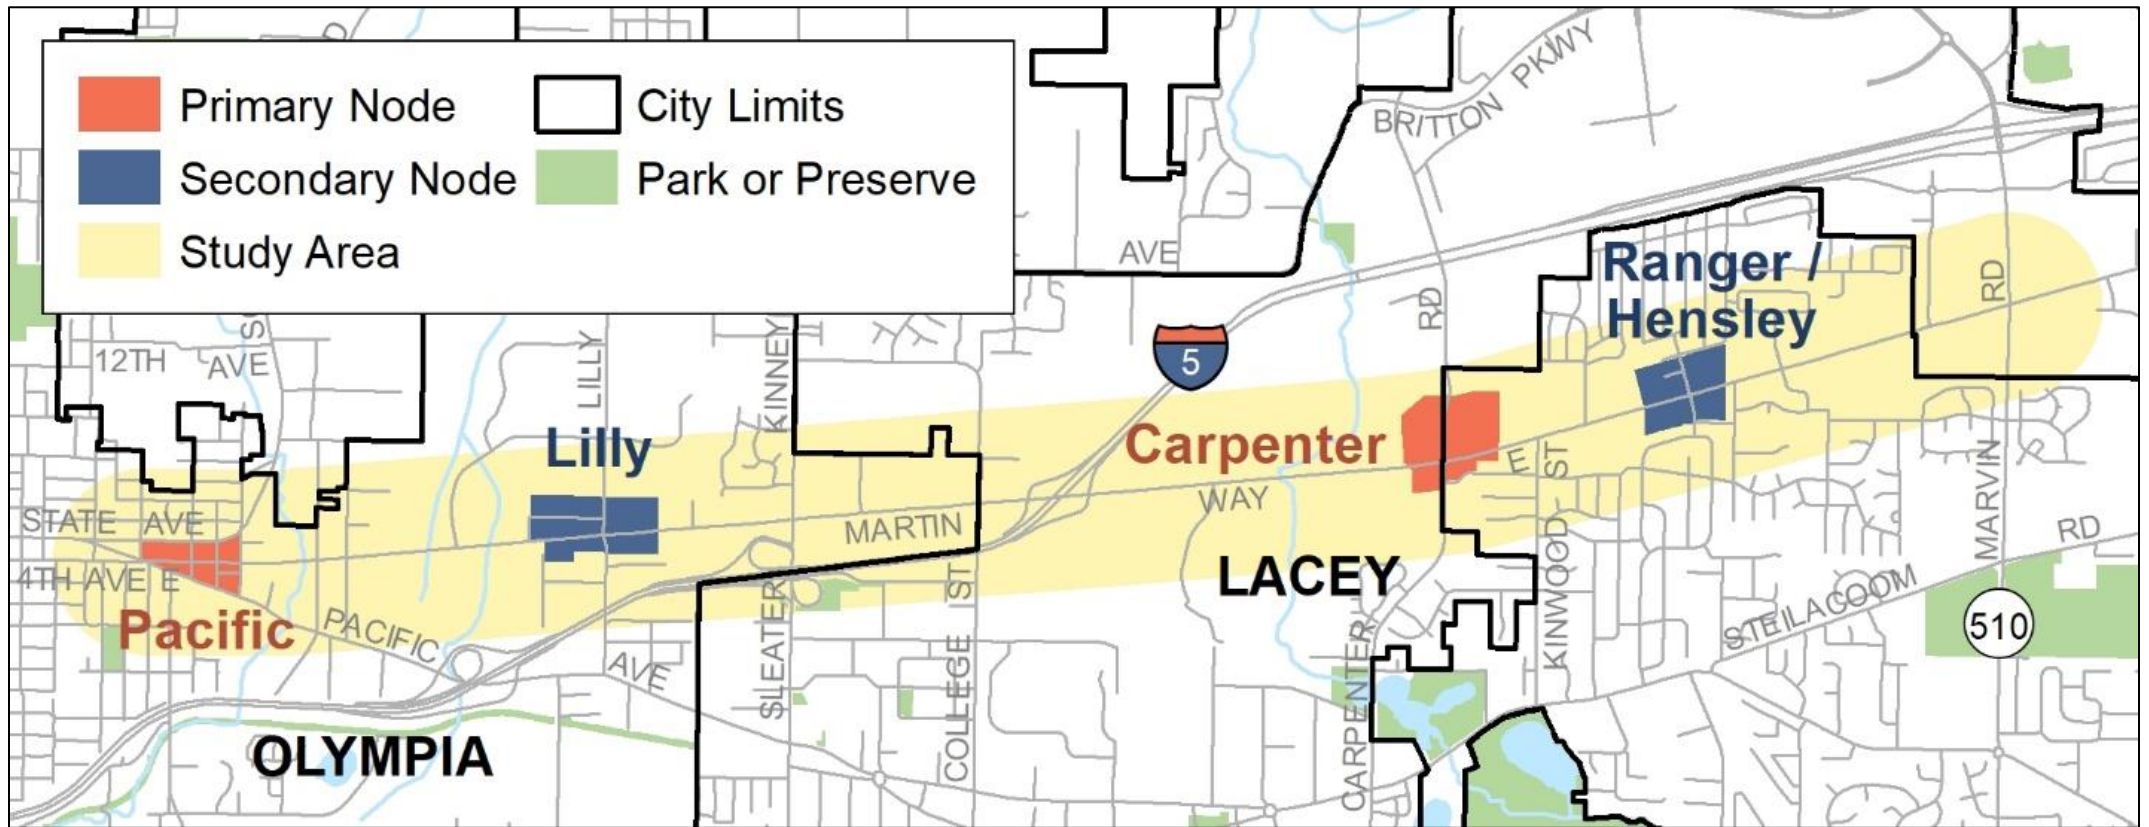 Primary Node
Secondary Node
Study Area
City Limits
Park or Preserve
BRITTON PKWY
AVE
RD
RD
Ranger /
Hensley
5
12TH AVE
LILLY
KINNEY
Lilly
Carpenter
E
STATE AVE
MARTIN
WAY
4TH AVE E
Pacific
PACIFIC
AVE
SLEATER
COLLEGE ST
LACEY
KINWOOD ST
CARPENTER
MARVIN
RD
STEILACOOM
510
OLYMPIA